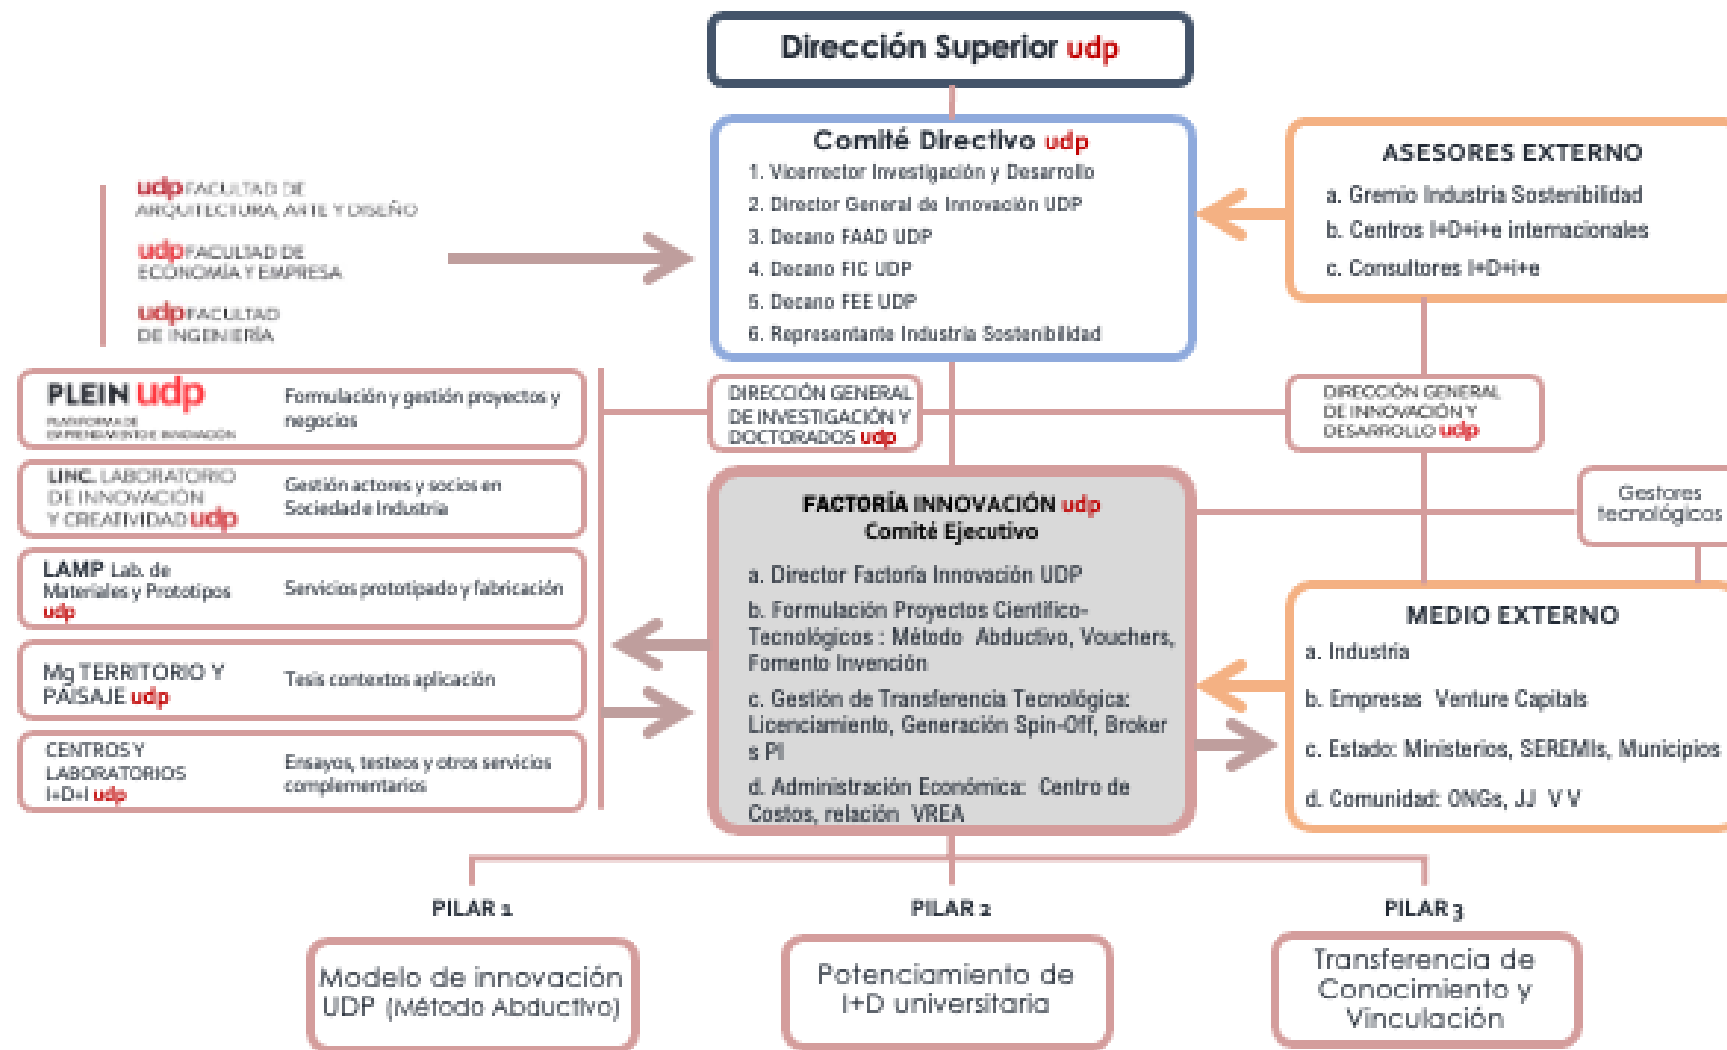 Dirección Superior udp
Comité Directivo udp
1. Vicerrector Investigación y Desarrollo
2. Director General de Innovación UDP
3. Decano FAAD UDP
4. Decano FIC UDP
5. Decano FEE UDP
6. Representante Industria Sostenibilidad
ASESORES EXTERNO
a. Gremio Industria Sostenibilidad
b. Centros I+D+i+e internacionales
c. Consultores I+D+i+e
udp FACULTAD DE
ARQUITECTURA, ARTE Y DISEÑO
udp FACULTAD DE
ECONOMÍA Y EMPRESA
udp FACULTAD
DE INGENIERÍA
PLEIN udp
PLATAFORMA DE
EMPRENDIMIENTO E INNOVACIÓN
Formulación y gestión proyectos y
negocios
LINC. LABORATORIO
DE INNOVACIÓN
Y CREATIVIDAD udp
Gestión actores y socios en
Sociedade Industria
LAMP Lab. de
Materiales y Prototipos
udp
Servicios prototipado y fabricación
Mg TERRITORIO Y
PAISAJE udp
Tesis contextos aplicación
CENTROS Y
LABORATORIOS
I+D+I udp
Ensayos, testeos y otros servicios
complementarios
DIRECCIÓN GENERAL
DE INVESTIGACIÓN Y
DOCTORADOS udp
DIRECCIÓN GENERAL
DE INNOVACIÓN Y
DESARROLLO udp
FACTORÍA INNOVACIÓN udp
Comité Ejecutivo
a. Director Factoría Innovación UDP
b. Formulación Proyectos Científico-
Tecnológicos : Método Abductivo, Vouchers,
Fomento Invención
c. Gestión de Transferencia Tecnológica:
Licenciamiento, Generación Spin-Off, Broker
s PI
d. Administración Económica: Centro de
Costos, relación VREA
Gestores
tecnológicos
MEDIO EXTERNO
a. Industria
b. Empresas Venture Capitals
c. Estado: Ministerios, SEREMIs, Municipios
d. Comunidad: ONGs, JJ V V
PILAR 1
Modelo de innovación
UDP (Método Abductivo)
PILAR 2
Potenciamiento de
I+D universitaria
PILAR 3
Transferencia de
Conocimiento y
Vinculación